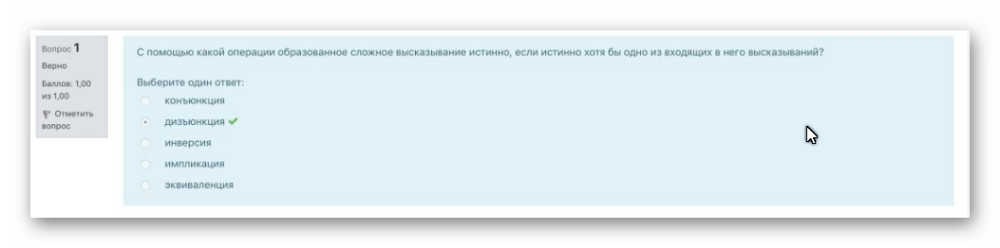 Вопрос 1
Верно
Баллов: 1,00
из 1,00
Отметить
вопрос
С помощью какой операции образованное сложное высказывание истинно, если истинно хотя бы одно из входящих в него высказываний?
Выберите один ответ:
конъюнкция
дизъюнкция
инверсия
импликация
эквиваленция